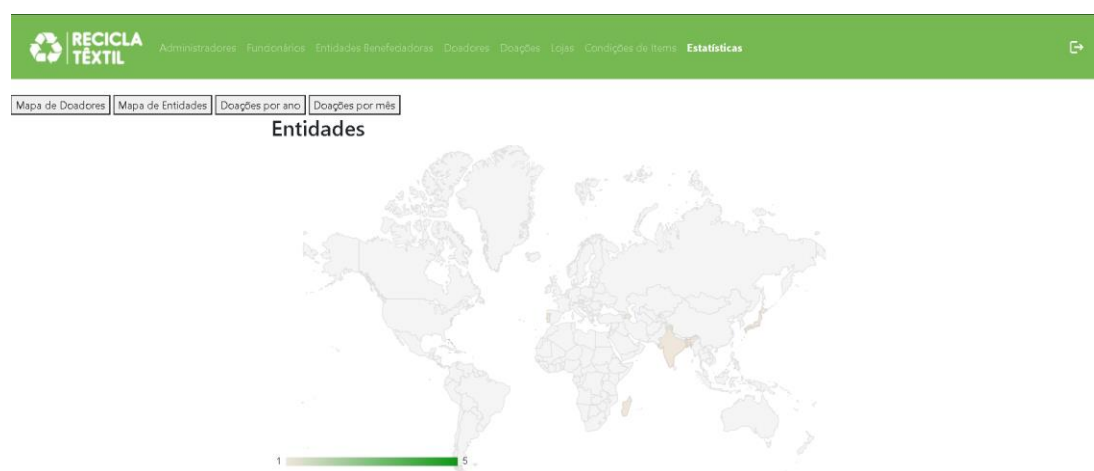 RECICLA
TÊXTIL
Administradores Funcionários Entidades Benefeciadoras Doadores Doações Lojas Condições de Items Estatísticas
Mapa de Doadores Mapa de Entidades Doações por ano Doações por mês
Entidades
1 5